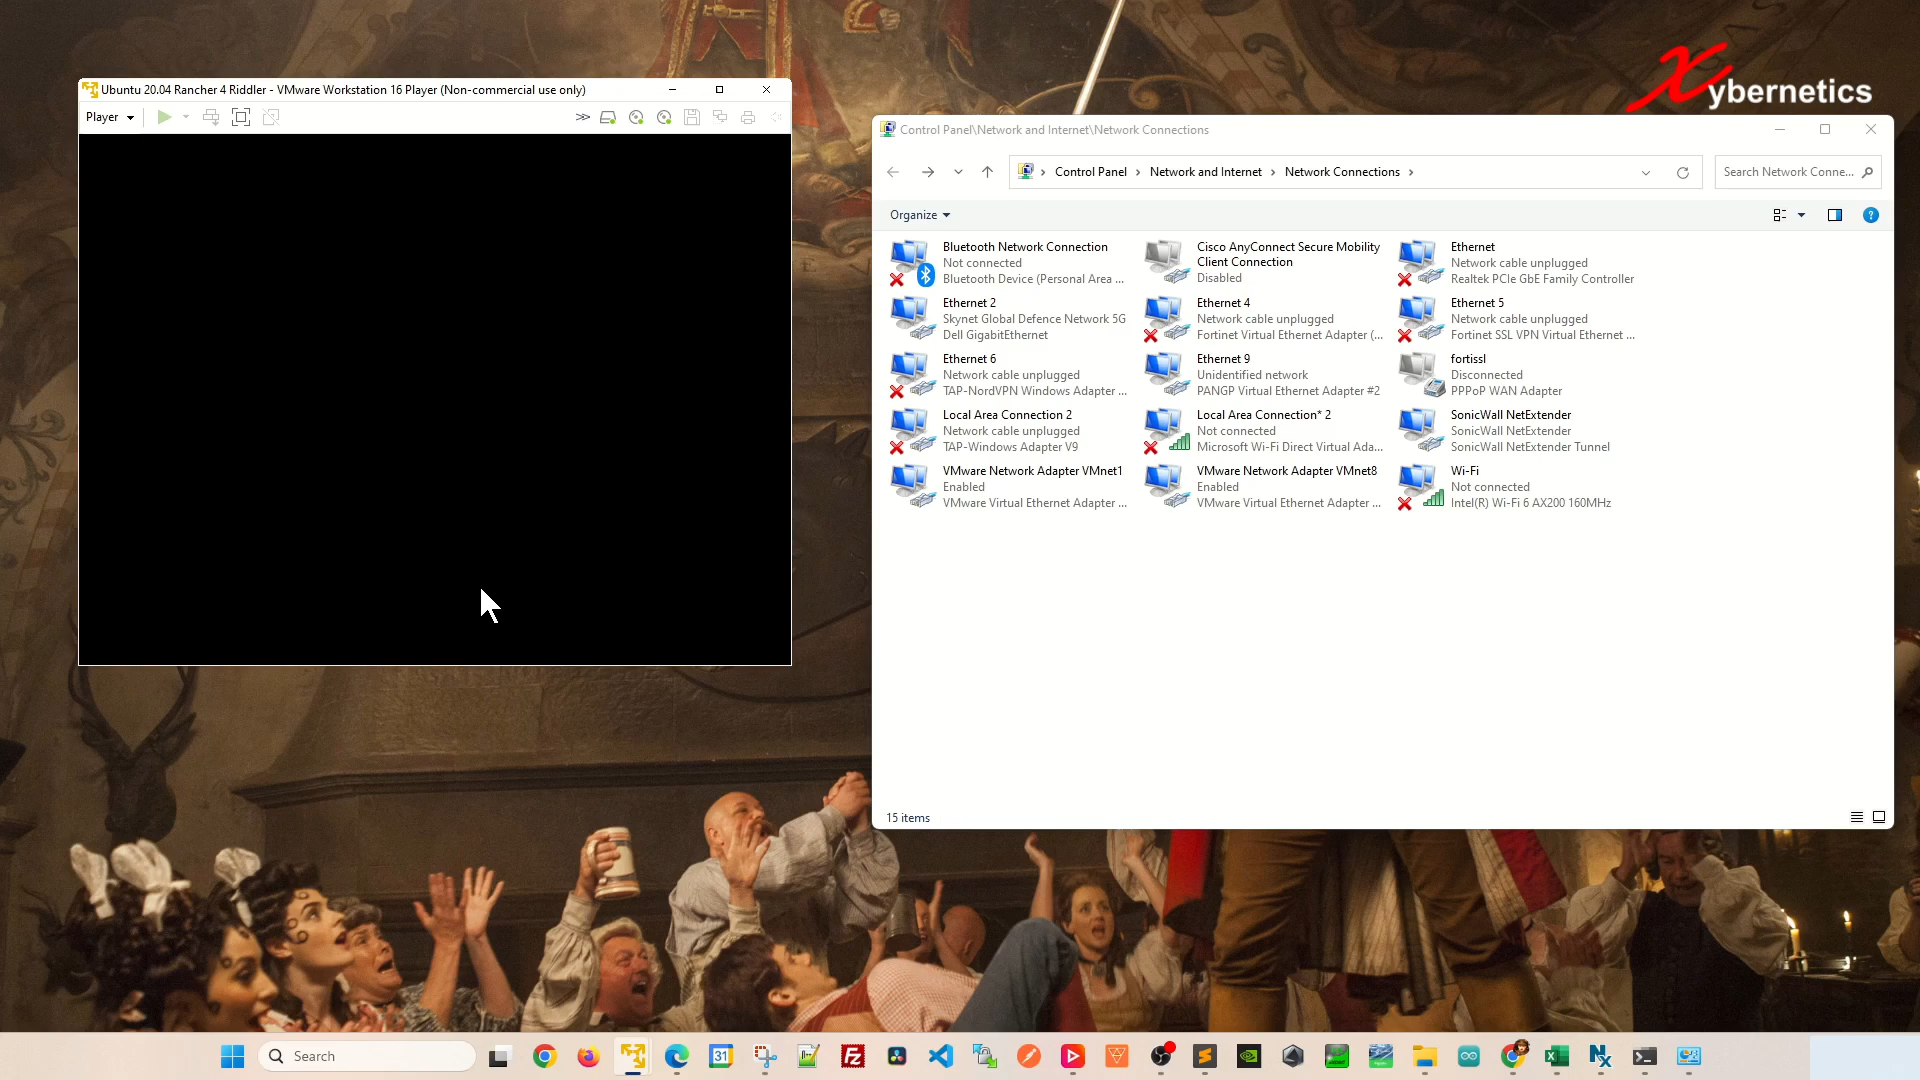 Xybernetics
Ubuntu 20.04 Rancher 4 Riddler - VMware Workstation 16 Player (Non-commercial use only)
Player
Control Panel\Network and Internet\Network Connections
Control Panel > Network and Internet > Network Connections >
Search Network Conne...
Organize
Bluetooth Network Connection
Not connected
Bluetooth Device (Personal Area ...
Cisco AnyConnect Secure Mobility
Client Connection
Disabled
Ethernet
Network cable unplugged
Realtek PCIe GbE Family Controller
Ethernet 2
Skynet Global Defence Network 5G
Dell GigabitEthernet
Ethernet 4
Network cable unplugged
Fortinet Virtual Ethernet Adapter (...
Ethernet 5
Network cable unplugged
Fortinet SSL VPN Virtual Ethernet ...
Ethernet 6
Network cable unplugged
TAP-NordVPN Windows Adapter ...
Ethernet 9
Unidentified network
PANGP Virtual Ethernet Adapter #2
fortissl
Disconnected
PPPoP WAN Adapter
Local Area Connection 2
Network cable unplugged
TAP-Windows Adapter V9
Local Area Connection* 2
Not connected
Microsoft Wi-Fi Direct Virtual Ada...
SonicWall NetExtender
SonicWall NetExtender
SonicWall NetExtender Tunnel
VMware Network Adapter VMnet1
Enabled
VMware Virtual Ethernet Adapter ...
VMware Network Adapter VMnet8
Enabled
VMware Virtual Ethernet Adapter ...
Wi-Fi
Not connected
Intel(R) Wi-Fi 6 AX200 160MHz
15 items
Search
31